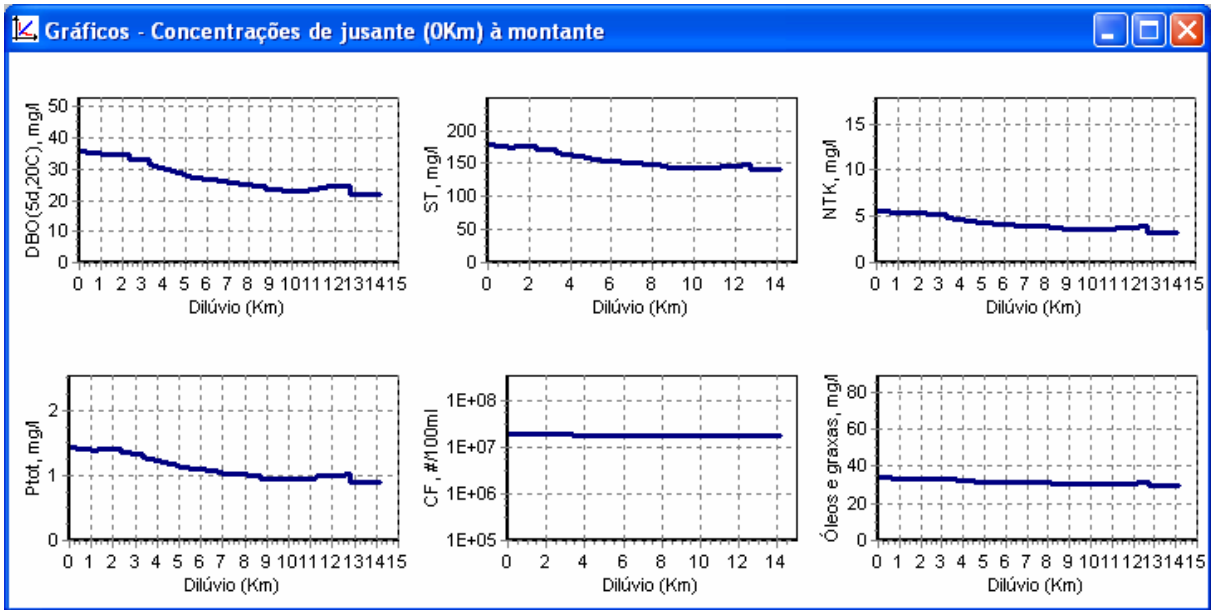 Gráficos - Concentrações de jusante (0Km) à montante
DBO(5d,20C), mg/l
50
40
30
20
10
0
0 1 2 3 4 5 6 7 8 9 10 11 12 13 14 15
Dilúvio (Km)
ST, mg/l
200
150
100
50
0
0 2 4 6 8 10 12 14
Dilúvio (Km)
NTK, mg/l
15
10
5
0
0 1 2 3 4 5 6 7 8 9 10 11 12 13 14 15
Dilúvio (Km)
Ptot, mg/l
2
1
0
0 1 2 3 4 5 6 7 8 9 10 11 12 13 14 15
Dilúvio (Km)
CF, #/100ml
1E+08
1E+07
1E+06
1E+05
0 2 4 6 8 10 12 14
Dilúvio (Km)
Óleos e graxas, mg/l
80
60
40
20
0
0 1 2 3 4 5 6 7 8 9 10 11 12 13 14 15
Dilúvio (Km)